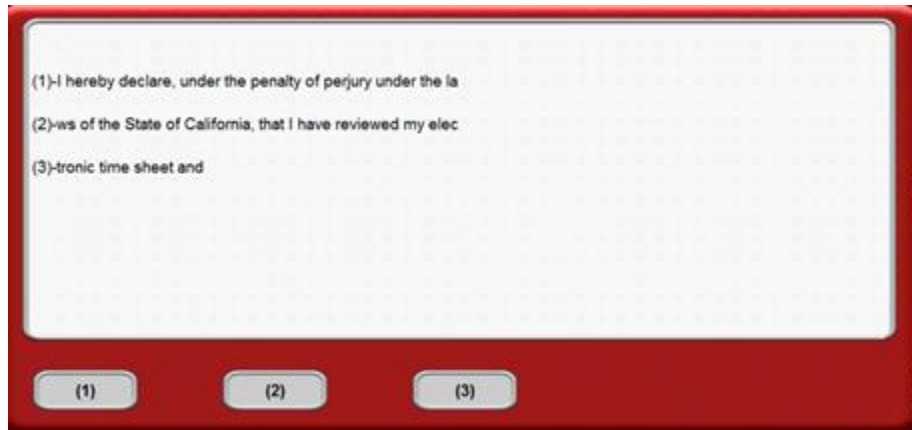 (1)-I hereby declare, under the penalty of perjury under the la
(2)-ws of the State of California, that I have reviewed my elec
(3)-tronic time sheet and
(1) (2) (3)